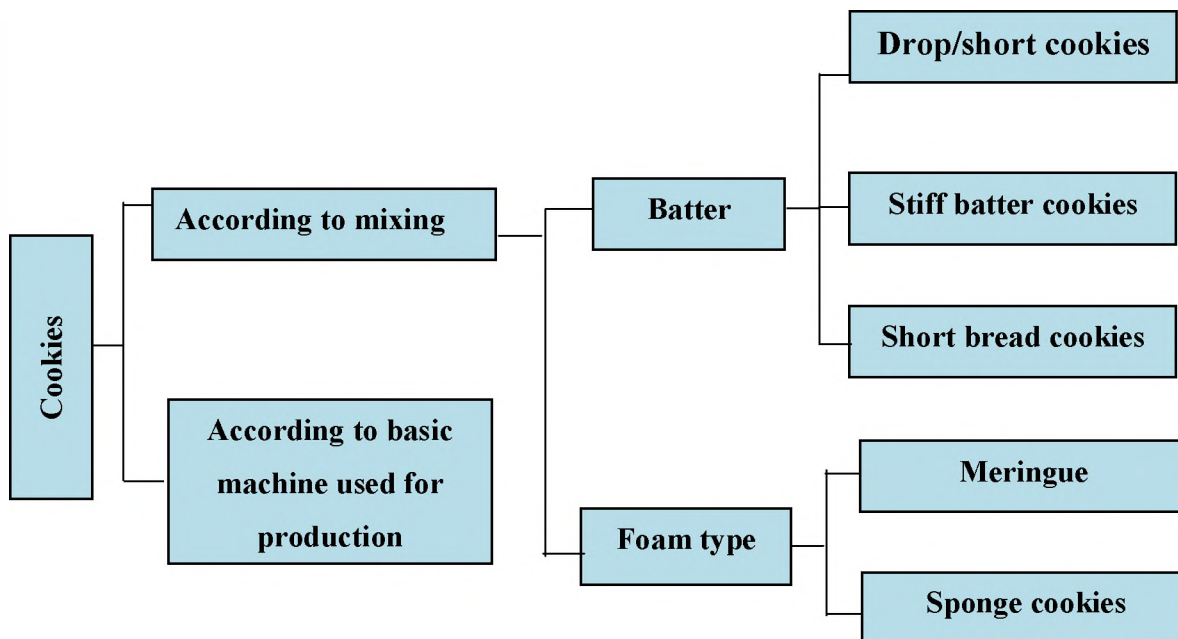 Cookies
According to mixing
According to basic
machine used for
production
Batter
Foam type
Drop/short cookies
Stiff batter cookies
Short bread cookies
Meringue
Sponge cookies